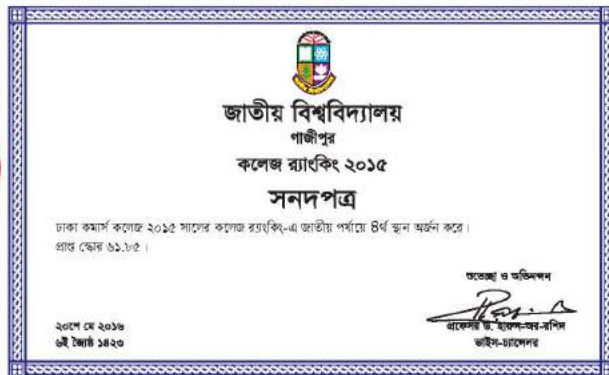 জাতীয় বিশ্ববিদ্যালয়
গাজীপুর
কলেজ র‍্যাংকিং ২০১৫
সনদপত্র
ঢাকা কমার্স কলেজ ২০১৫ সালের কলেজ র‍্যাংকিং-এ জাতীয় পর্যায়ে ৪র্থ স্থান অর্জন করে।
প্রাপ্ত স্কোর ৬১.৮৫।
শুভেচ্ছা ও অভিনন্দন
প্রফেসর ড. হারুন-অর-রশিদ
ভাইস-চ্যান্সেলর
২০শে মে ২০১৬
৬ই জ্যৈষ্ঠ ১৪২৩